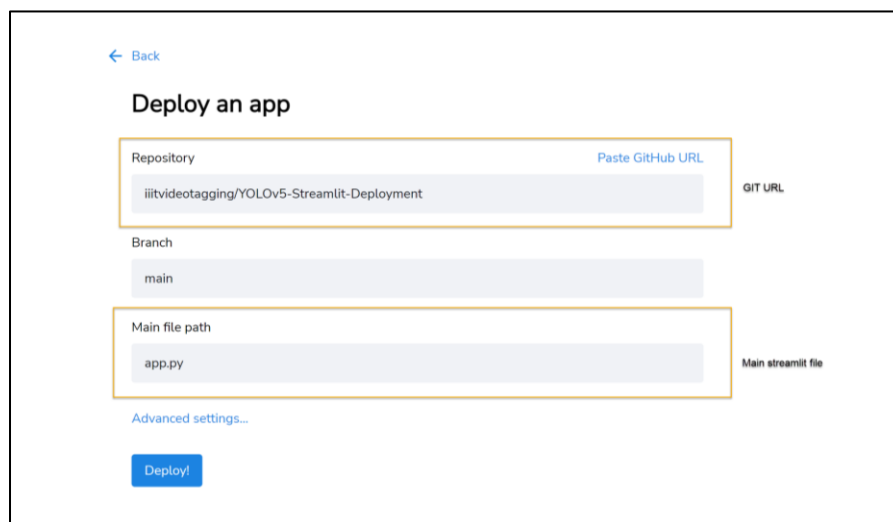 ← Back
Deploy an app
Repository Paste GitHub URL
iiitvideotagging/YOLOv5-Streamlit-Deployment
GIT URL
Branch
main
Main file path
app.py
Main streamlit file
Advanced settings...
Deploy!